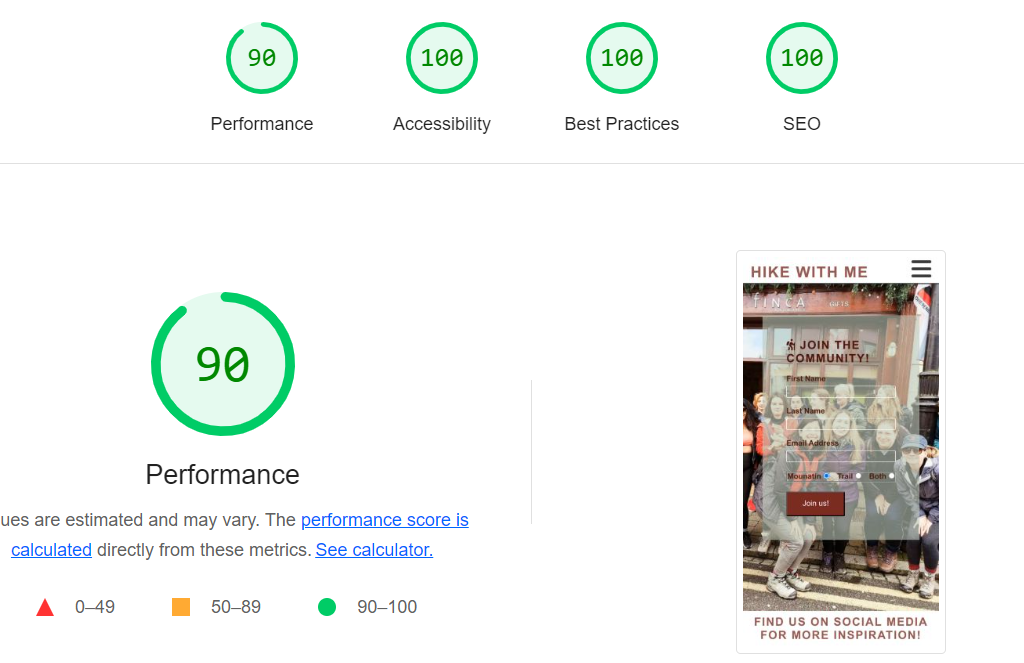 90
100
100
100
Performance
Accessibility
Best Practices
SEO
90
Performance
ues are estimated and may vary. The performance score is
calculated directly from these metrics. See calculator.
0–49
50–89
90–100
HIKE WITH ME
FINCA
GIFTS
JOIN THE
COMMUNITY!
First Name
Last Name
Email Address
Mounatin Trail Both
Join us!
FIND US ON SOCIAL MEDIA
FOR MORE INSPIRATION!